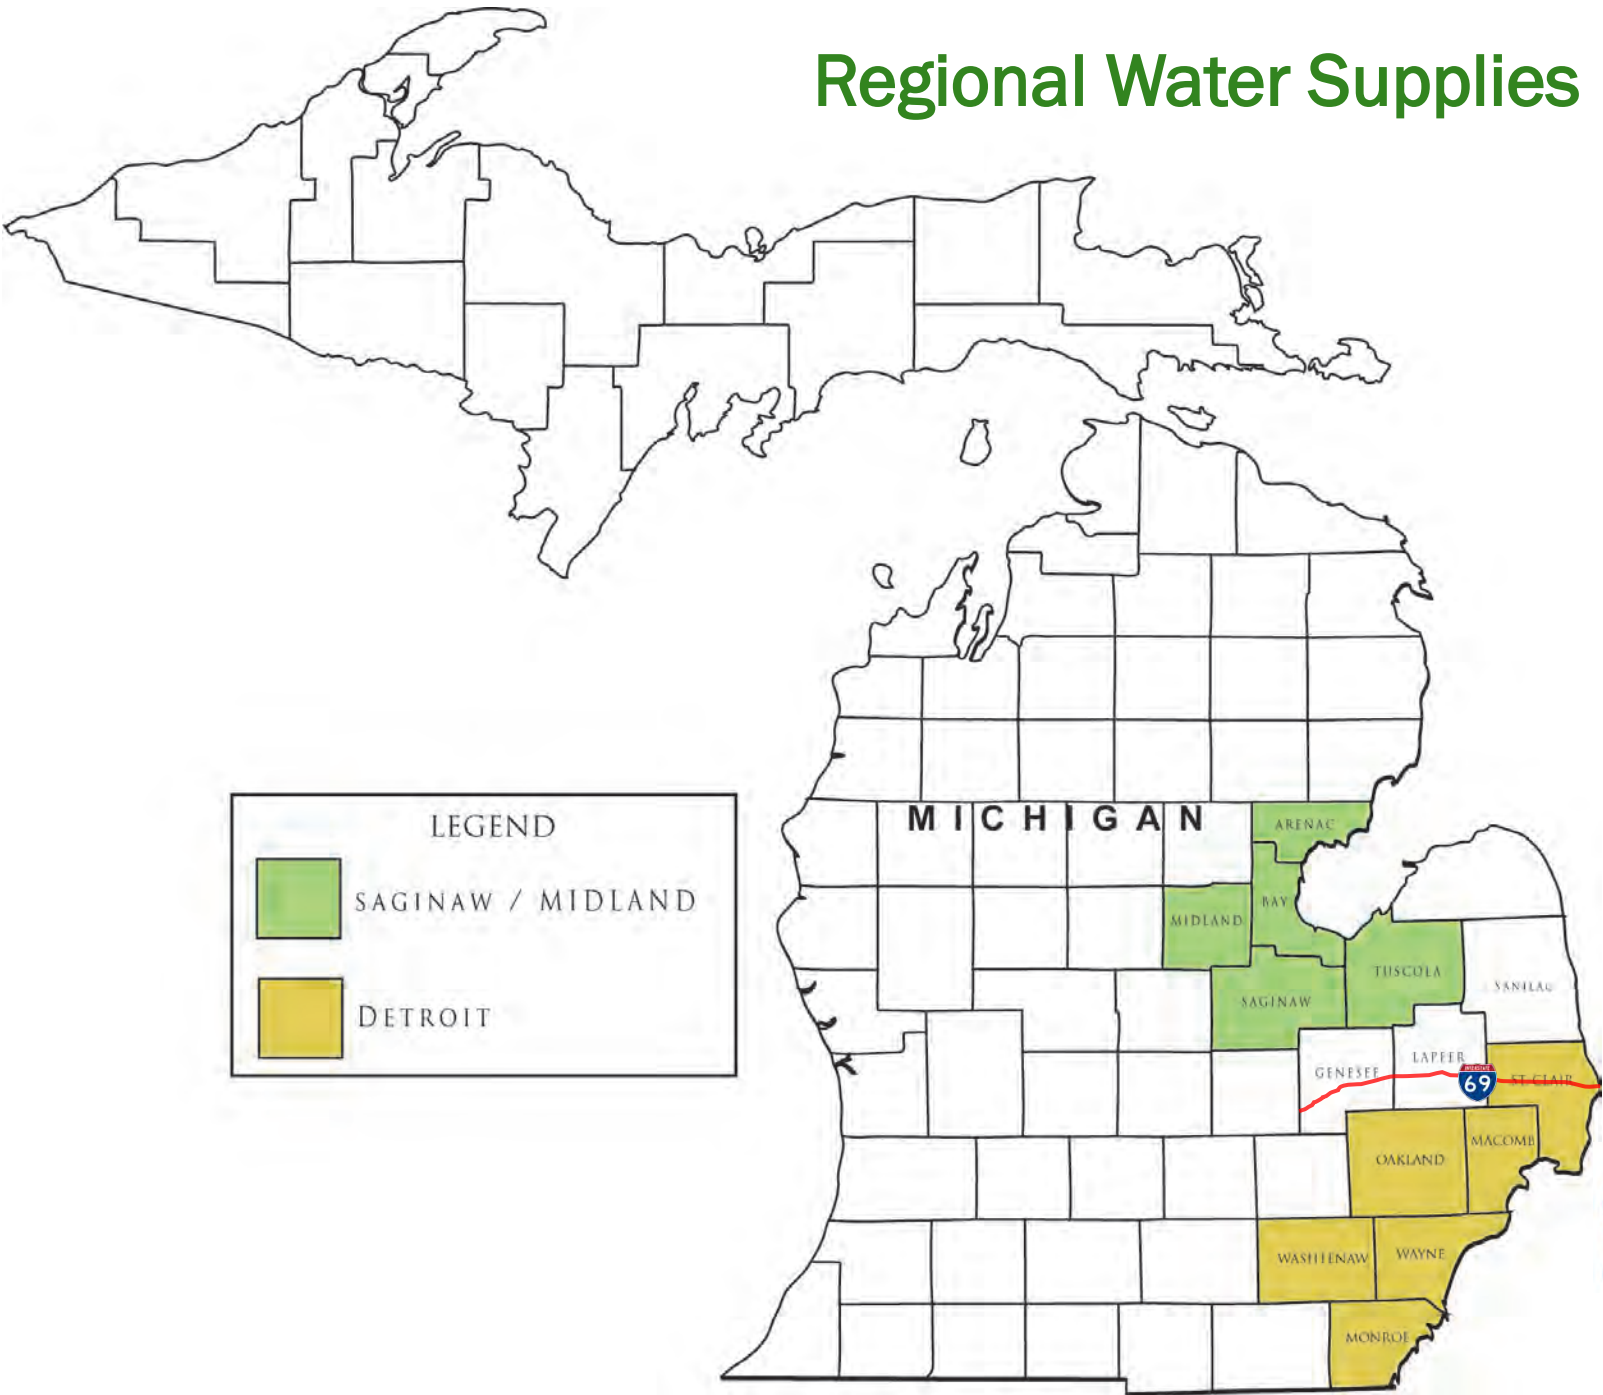 Regional Water Supplies
MICHIGAN
LEGEND
SAGINAW / MIDLAND
DETROIT
ARENAC
BAY
MIDLAND
TUSCOLA
SANILAC
SAGINAW
GENESEE
LAPEER
INTERSTATE
69
ST. CLAIR
MACOMB
OAKLAND
WASHTENAW
WAYNE
MONROE